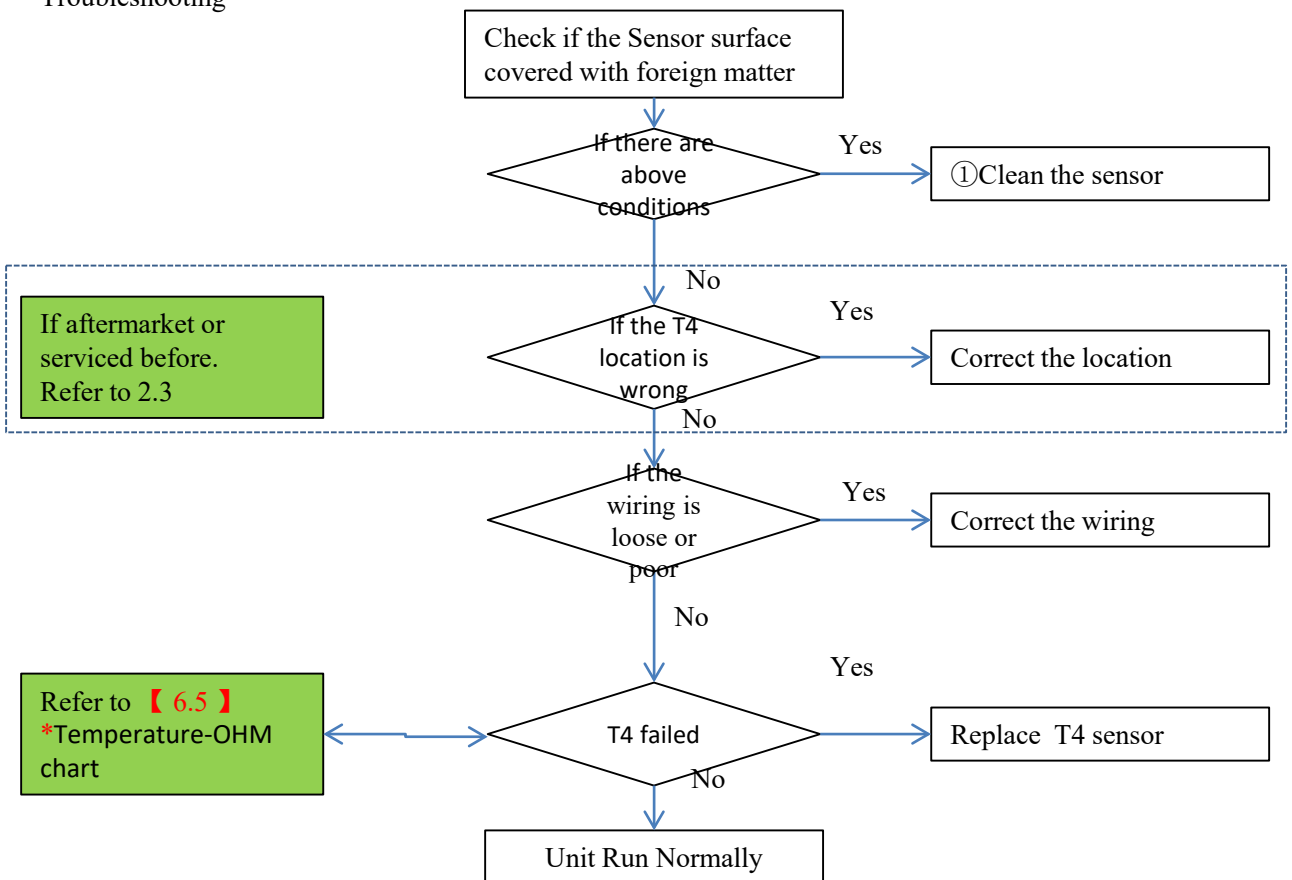 Troubleshooting
Check if the Sensor surface
covered with foreign matter
If there are
above
conditions
Yes
①Clean the sensor
No
If aftermarket or
serviced before.
Refer to 2.3
If the T4
location is
wrong
Yes
Correct the location
No
If the
wiring is
loose or
poor
Yes
Correct the wiring
No
Refer to 【 6.5 】
*Temperature-OHM
chart
T4 failed
Yes
Replace T4 sensor
No
Unit Run Normally